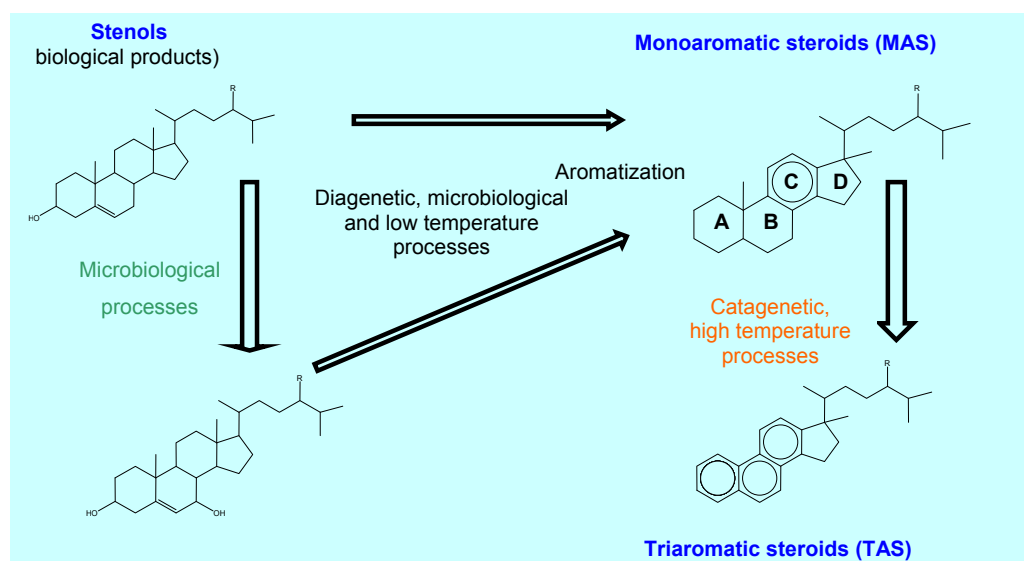 Stenols
biological products)
Monoaromatic steroids (MAS)
R
R
HO
Aromatization
C
D
A
B
Diagenetic, microbiological
and low temperature
processes
Microbiological
processes
Catagenetic,
high temperature
processes
R
R
HO
OH
Triaromatic steroids (TAS)